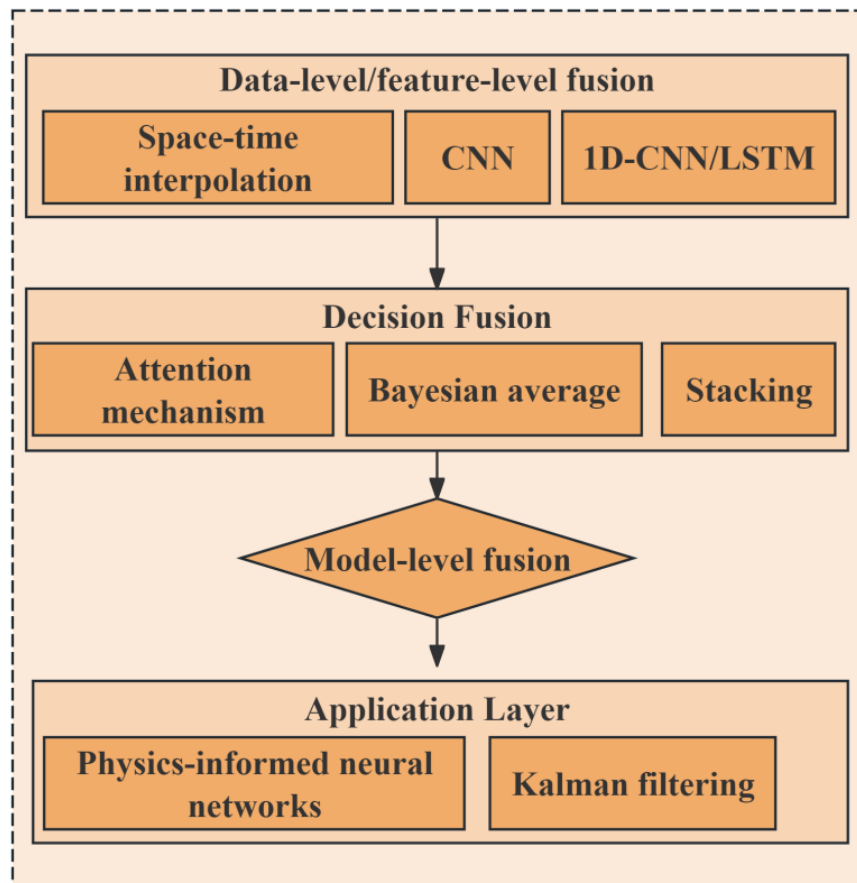 Data-level/feature-level fusion
Space-time
interpolation
CNN
1D-CNN/LSTM
Decision Fusion
Attention
mechanism
Bayesian average
Stacking
Model-level fusion
Application Layer
Physics-informed neural
networks
Kalman filtering